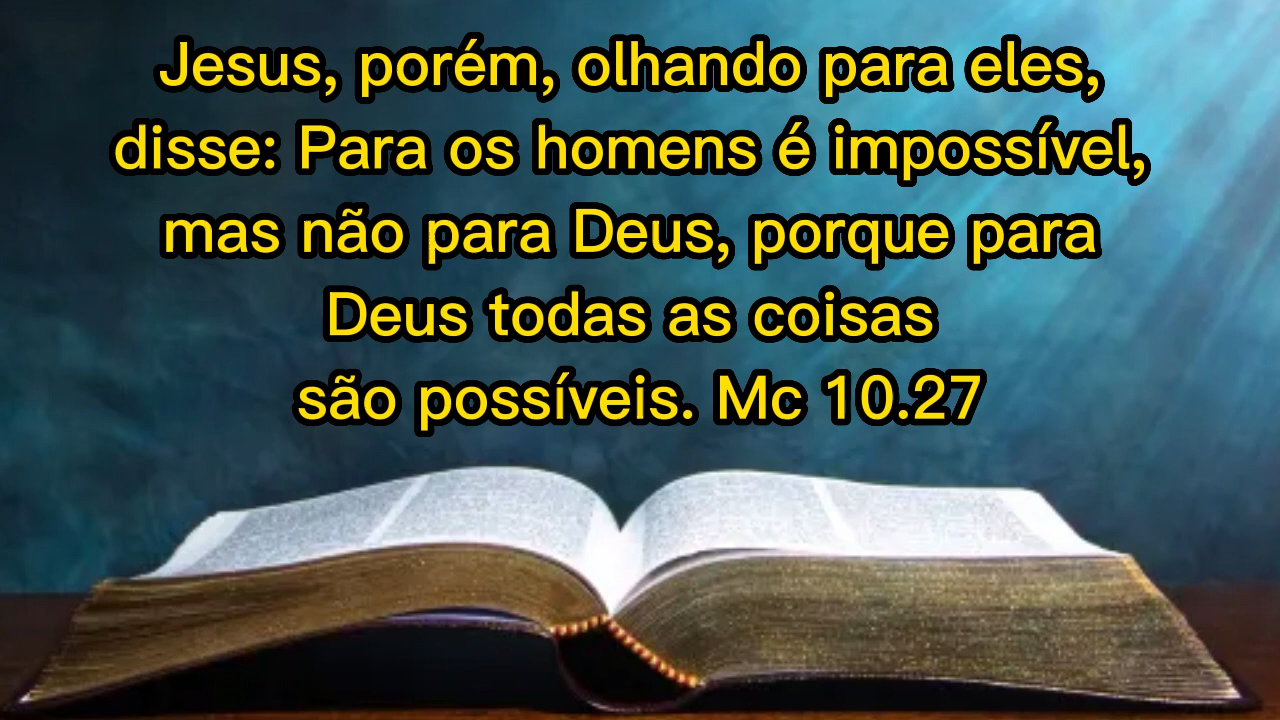 Jesus, porém, olhando para eles,
disse: Para os homens é impossível,
mas não para Deus, porque para
Deus todas as coisas
são possíveis. Mc 10.27